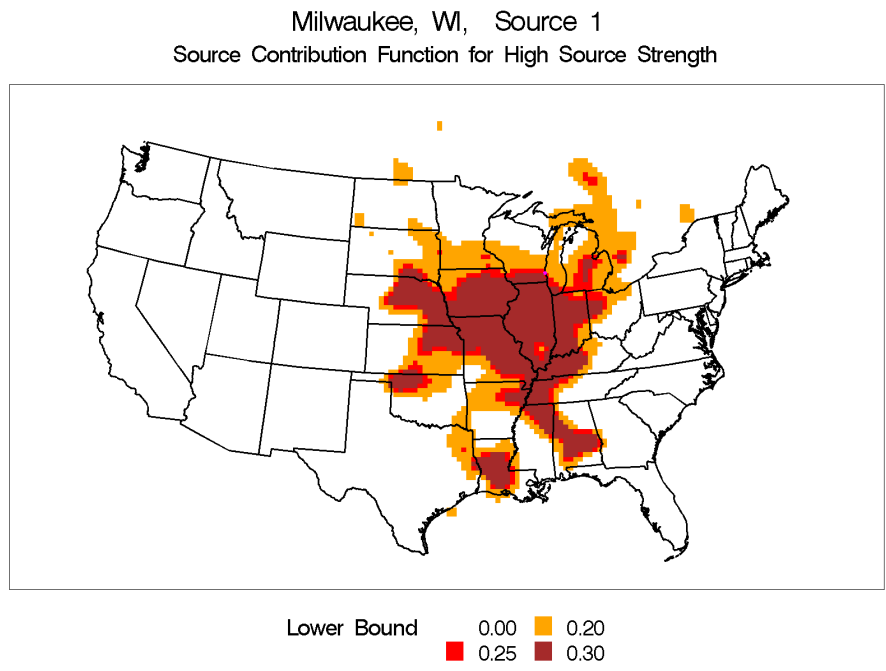 Milwaukee, WI, Source 1
Source Contribution Function for High Source Strength
Lower Bound 0.00 0.20
0.25 0.30